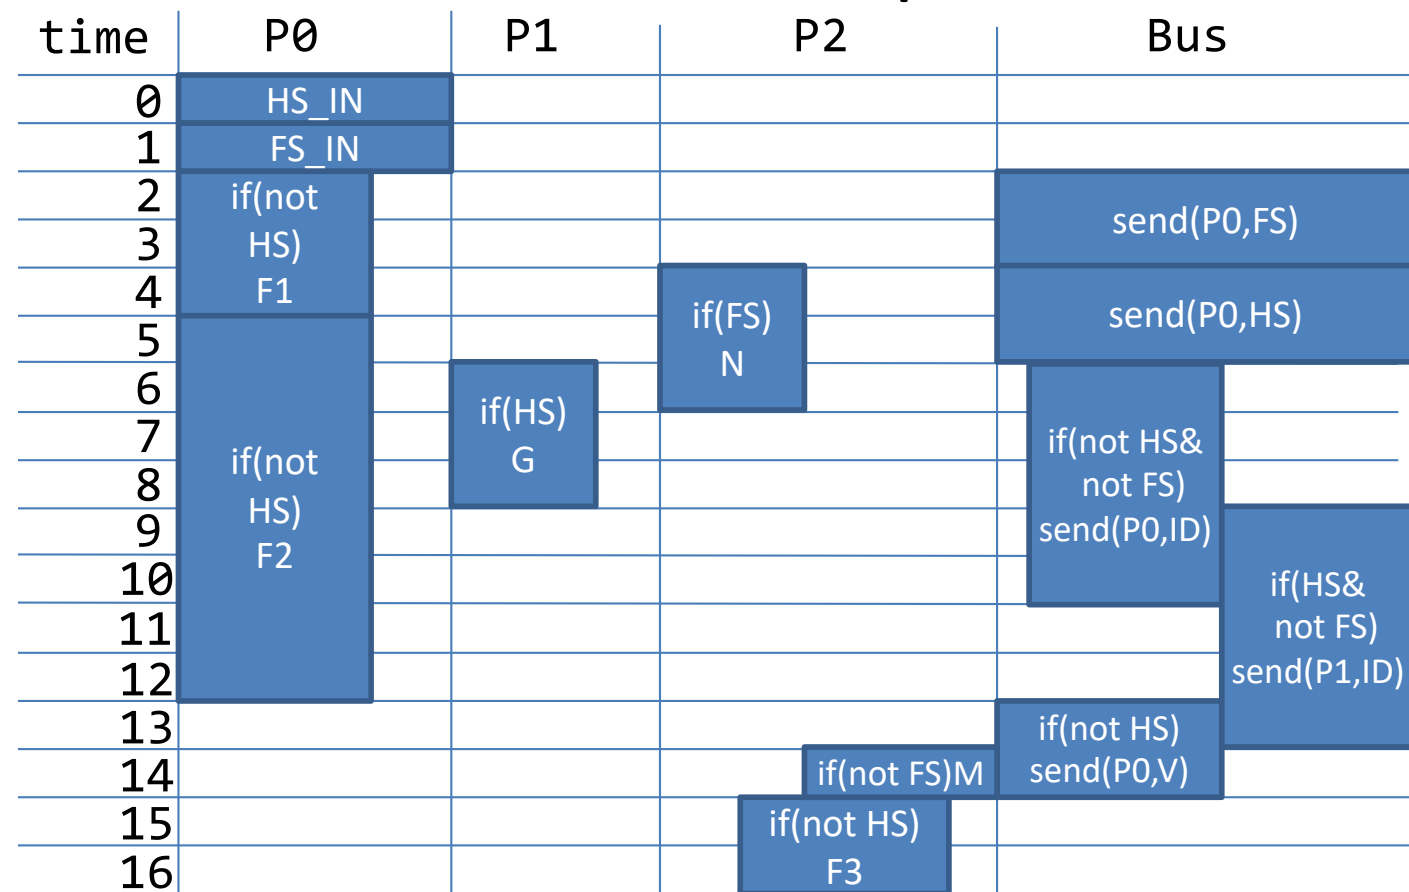 time P0 P1 P2 Bus
0 HS_IN
1 FS_IN
2
3
4
5
6
7
8
9
10
11
12
13
14
15
16
if(not
HS)
F1
if(not
HS)
F2
if(HS)
G
if(FS)
N
if(not FS)M
if(not HS)
F3
send(P0,FS)
send(P0,HS)
if(not HS&
not FS)
send(P0,ID)
if(HS&
not FS)
send(P1,ID)
if(not HS)
send(P0,V)